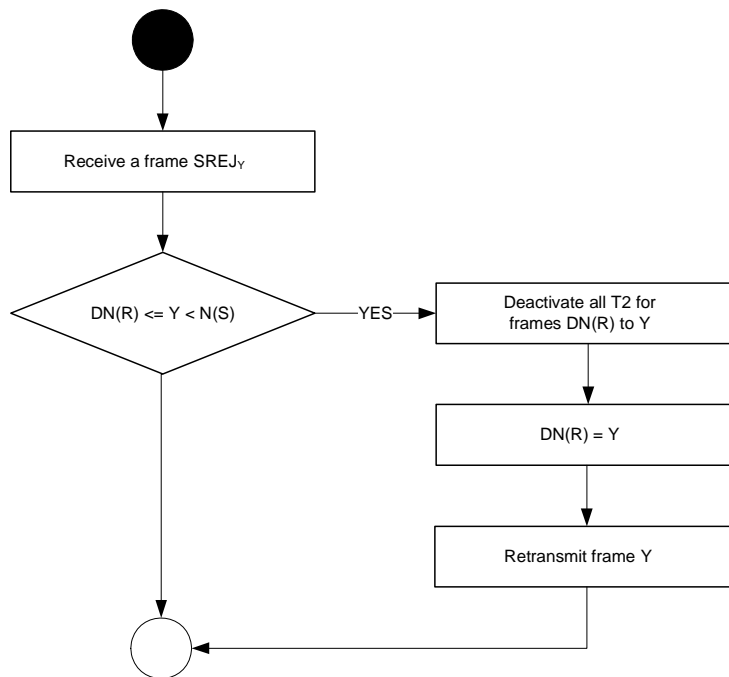 Receive a frame SREJY
DN(R) <= Y < N(S)
YES
Deactivate all T2 for
frames DN(R) to Y
DN(R) = Y
Retransmit frame Y